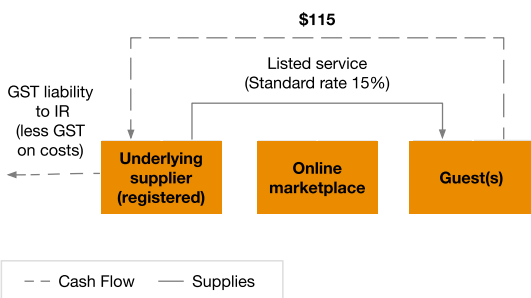 $115
Listed service
(Standard rate 15%)
GST liability
to IR
(less GST
on costs)
Underlying
supplier
(registered)
Online
marketplace
Guest(s)
Cash Flow
Supplies